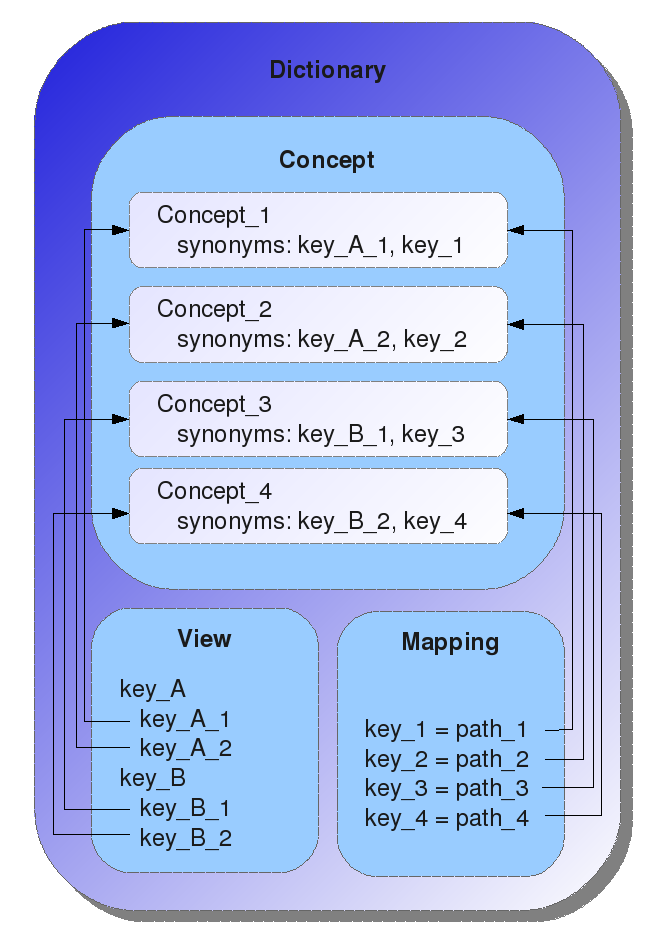 Dictionary
Concept
Concept_1
synonyms: key_A_1, key_1
Concept_2
synonyms: key_A_2, key_2
Concept_3
synonyms: key_B_1, key_3
Concept_4
synonyms: key_B_2, key_4
View
key_A
key_A_1
key_A_2
key_B
key_B_1
key_B_2
Mapping
key_1 = path_1
key_2 = path_2
key_3 = path_3
key_4 = path_4